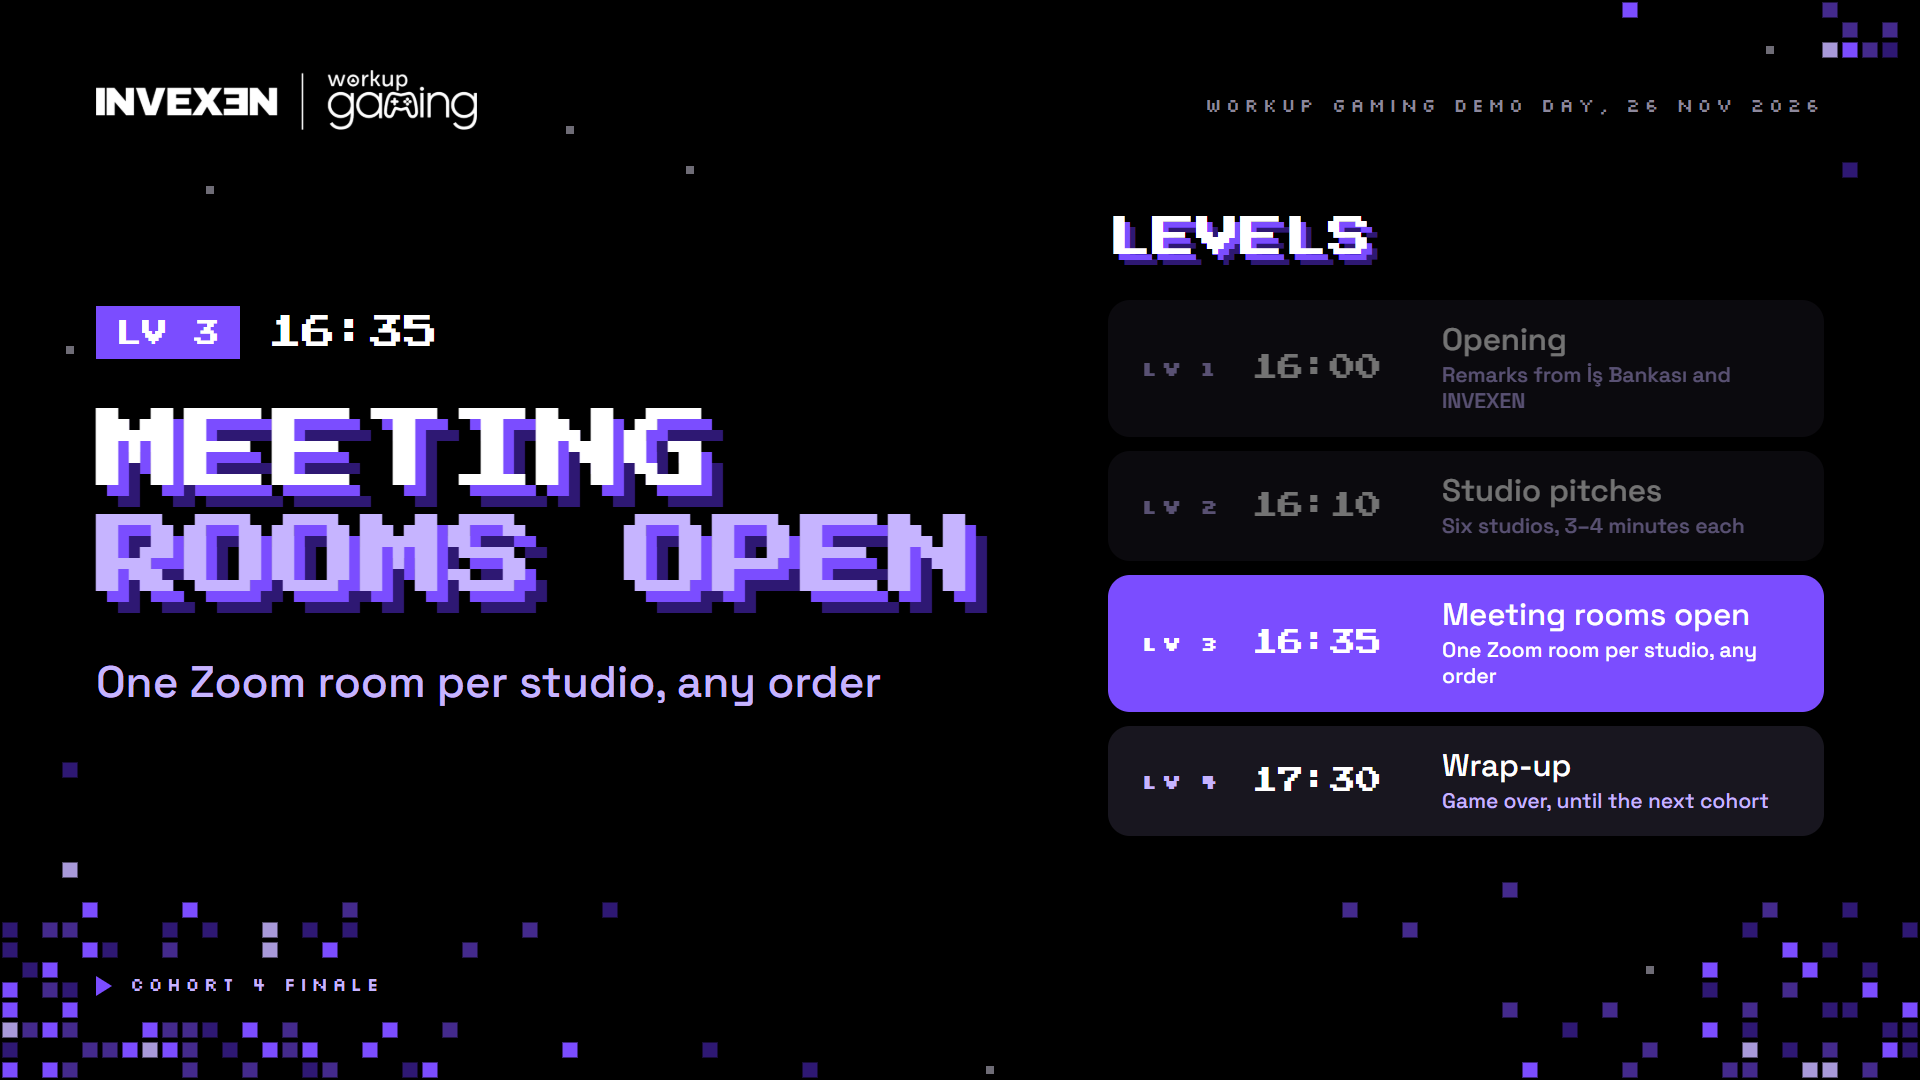 INVEXEN
workup
gaming
WORKUP GAMING DEMO DAY, 26 NOV 2026
LV 3 16:35
MEETING
ROOMS OPEN
One Zoom room per studio, any order
LEVELS
LV 1 16:00 Opening
Remarks from İş Bankası and
INVEXEN
LV 2 16:10 Studio pitches
Six studios, 3–4 minutes each
LV 3 16:35 Meeting rooms open
One Zoom room per studio, any
order
LV 4 17:30 Wrap-up
Game over, until the next cohort
COHORT 4 FINALE